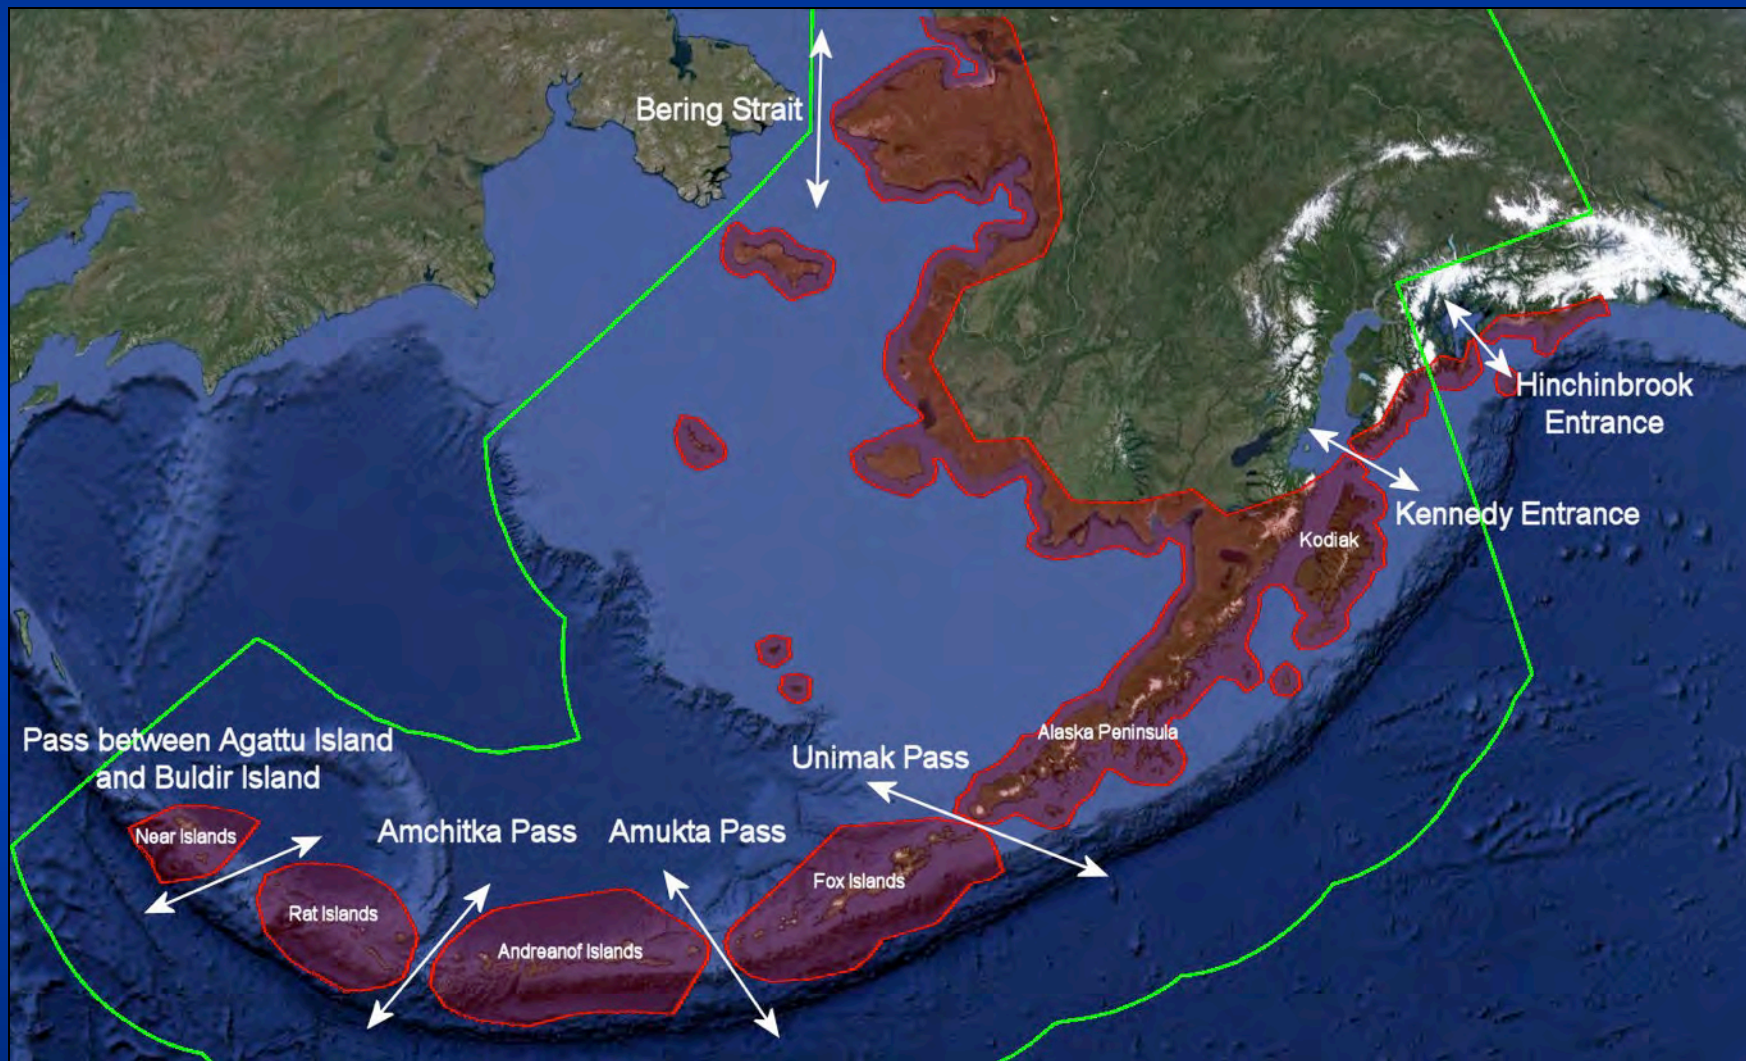 Bering Strait
Hinchinbrook
Entrance
Kennedy Entrance
Kodiak
Alaska Peninsula
Unimak Pass
Pass between Agattu Island
and Buldir Island
Amchitka Pass
Amukta Pass
Near Islands
Fox Islands
Rat Islands
Andreanof Islands